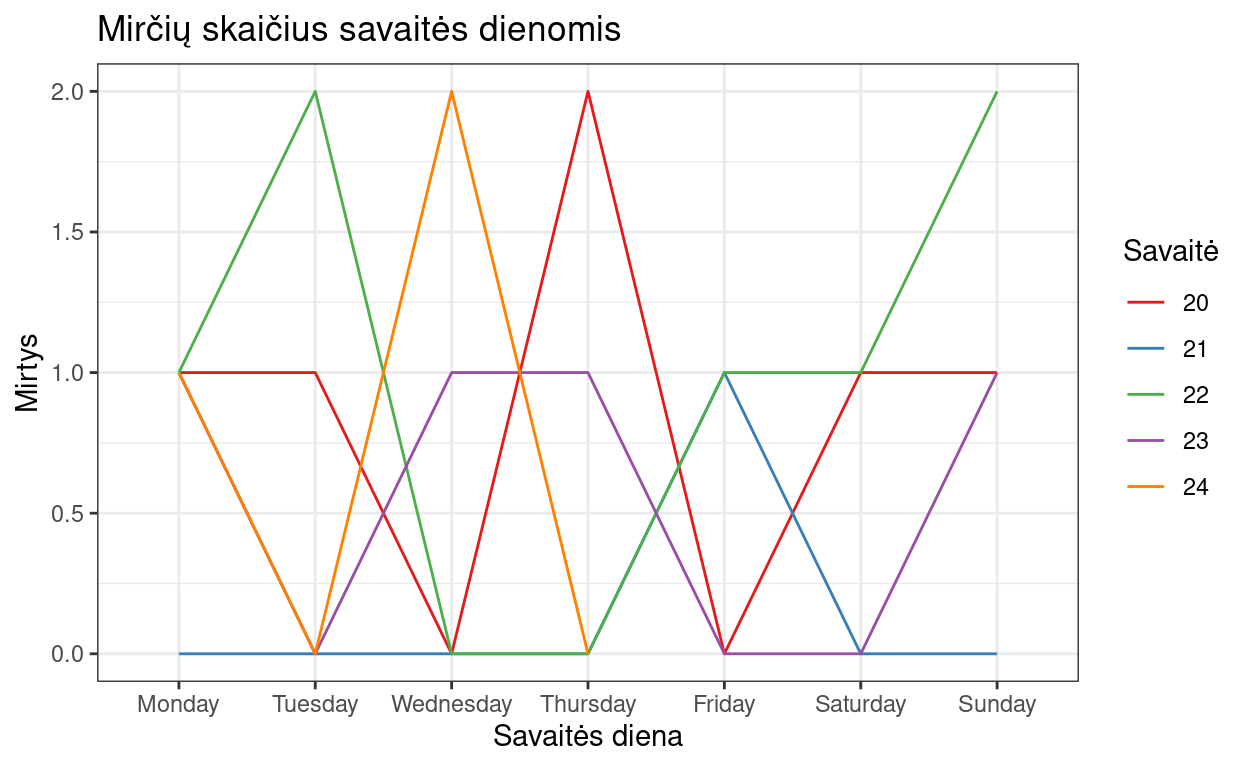 Mirčių skaičius savaitės dienomis
Mirtys
2.0
1.5
1.0
0.5
0.0
Monday Tuesday Wednesday Thursday Friday Saturday Sunday
Savaitės diena
Savaitė
20
21
22
23
24